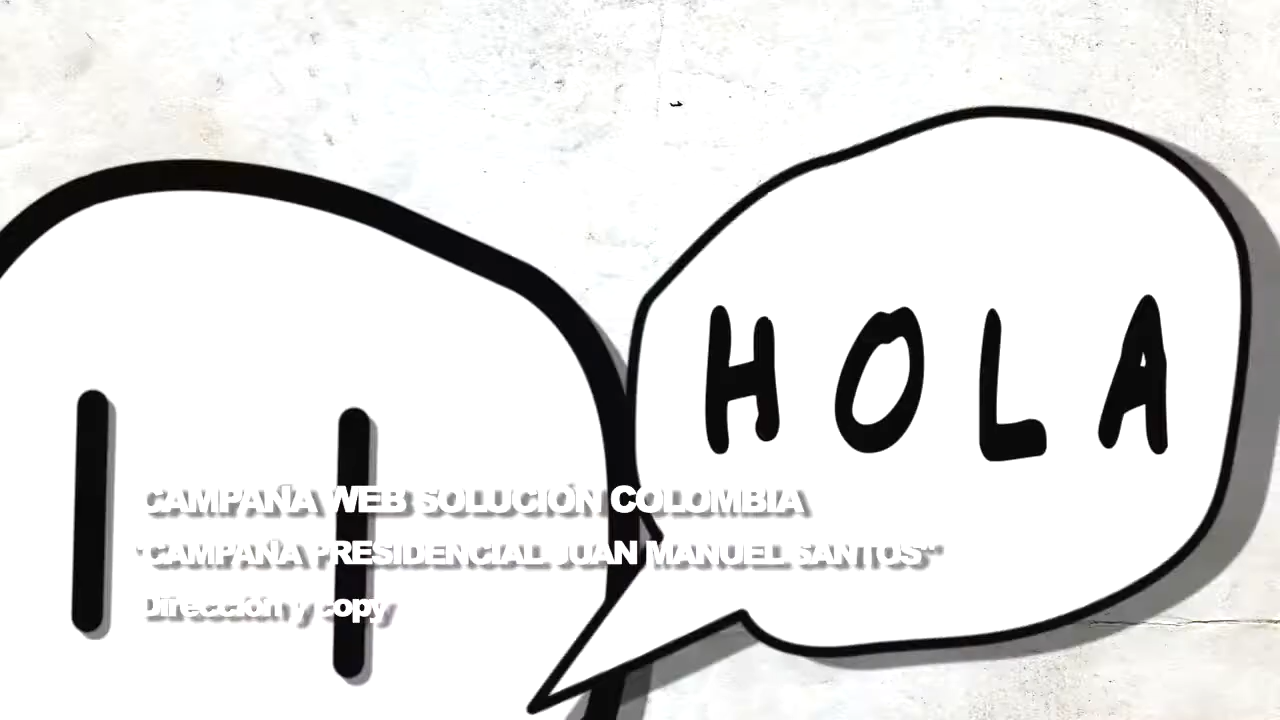 HOLA
CAMPAÑA WEB SOLUCIÓN COLOMBIA
"CAMPAÑA PRESIDENCIAL JUAN MANUEL SANTOS"
Dirección y copy